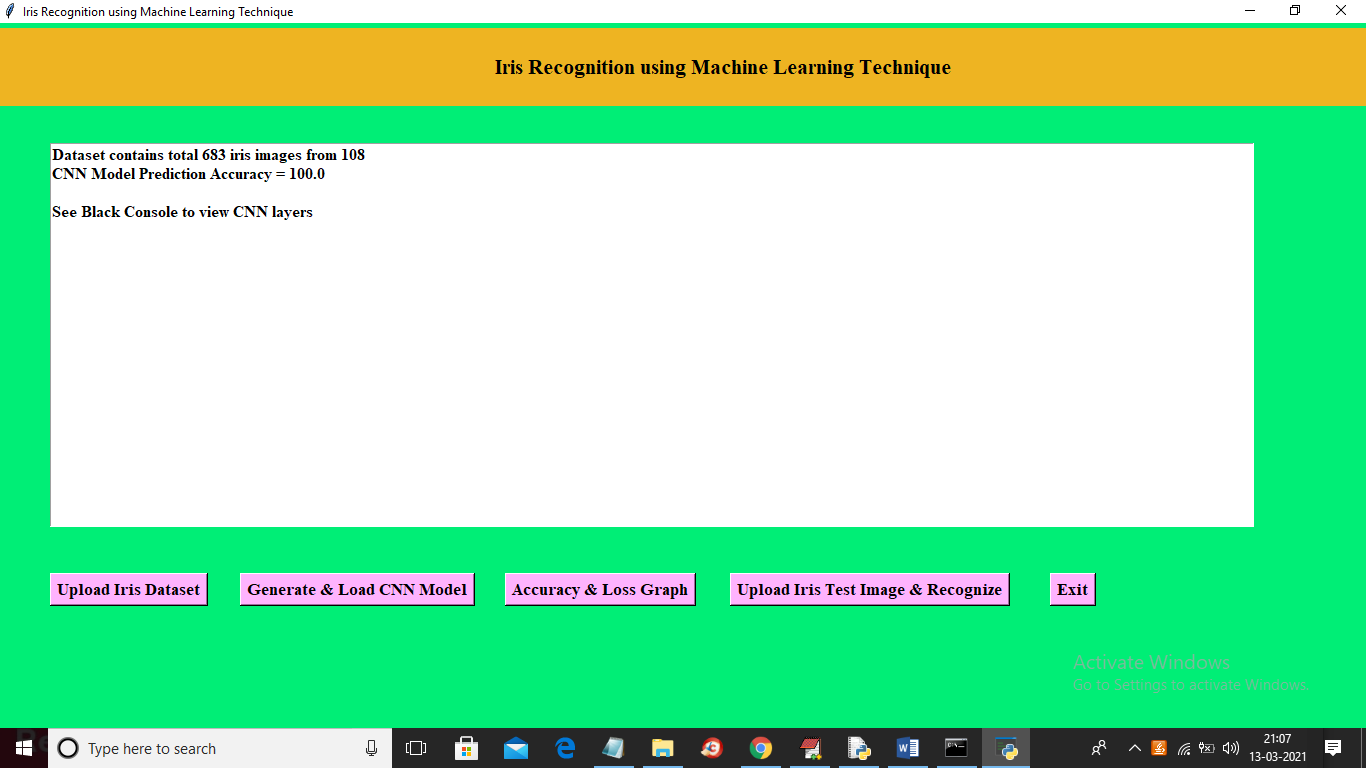 Iris Recognition using Machine Learning Technique
Iris Recognition using Machine Learning Technique
Dataset contains total 683 iris images from 108
CNN Model Prediction Accuracy = 100.0
See Black Console to view CNN layers
Upload Iris Dataset
Generate & Load CNN Model
Accuracy & Loss Graph
Upload Iris Test Image & Recognize
Exit
Activate Windows
Go to Settings to activate Windows.
Type here to search
21:07
13-03-2021